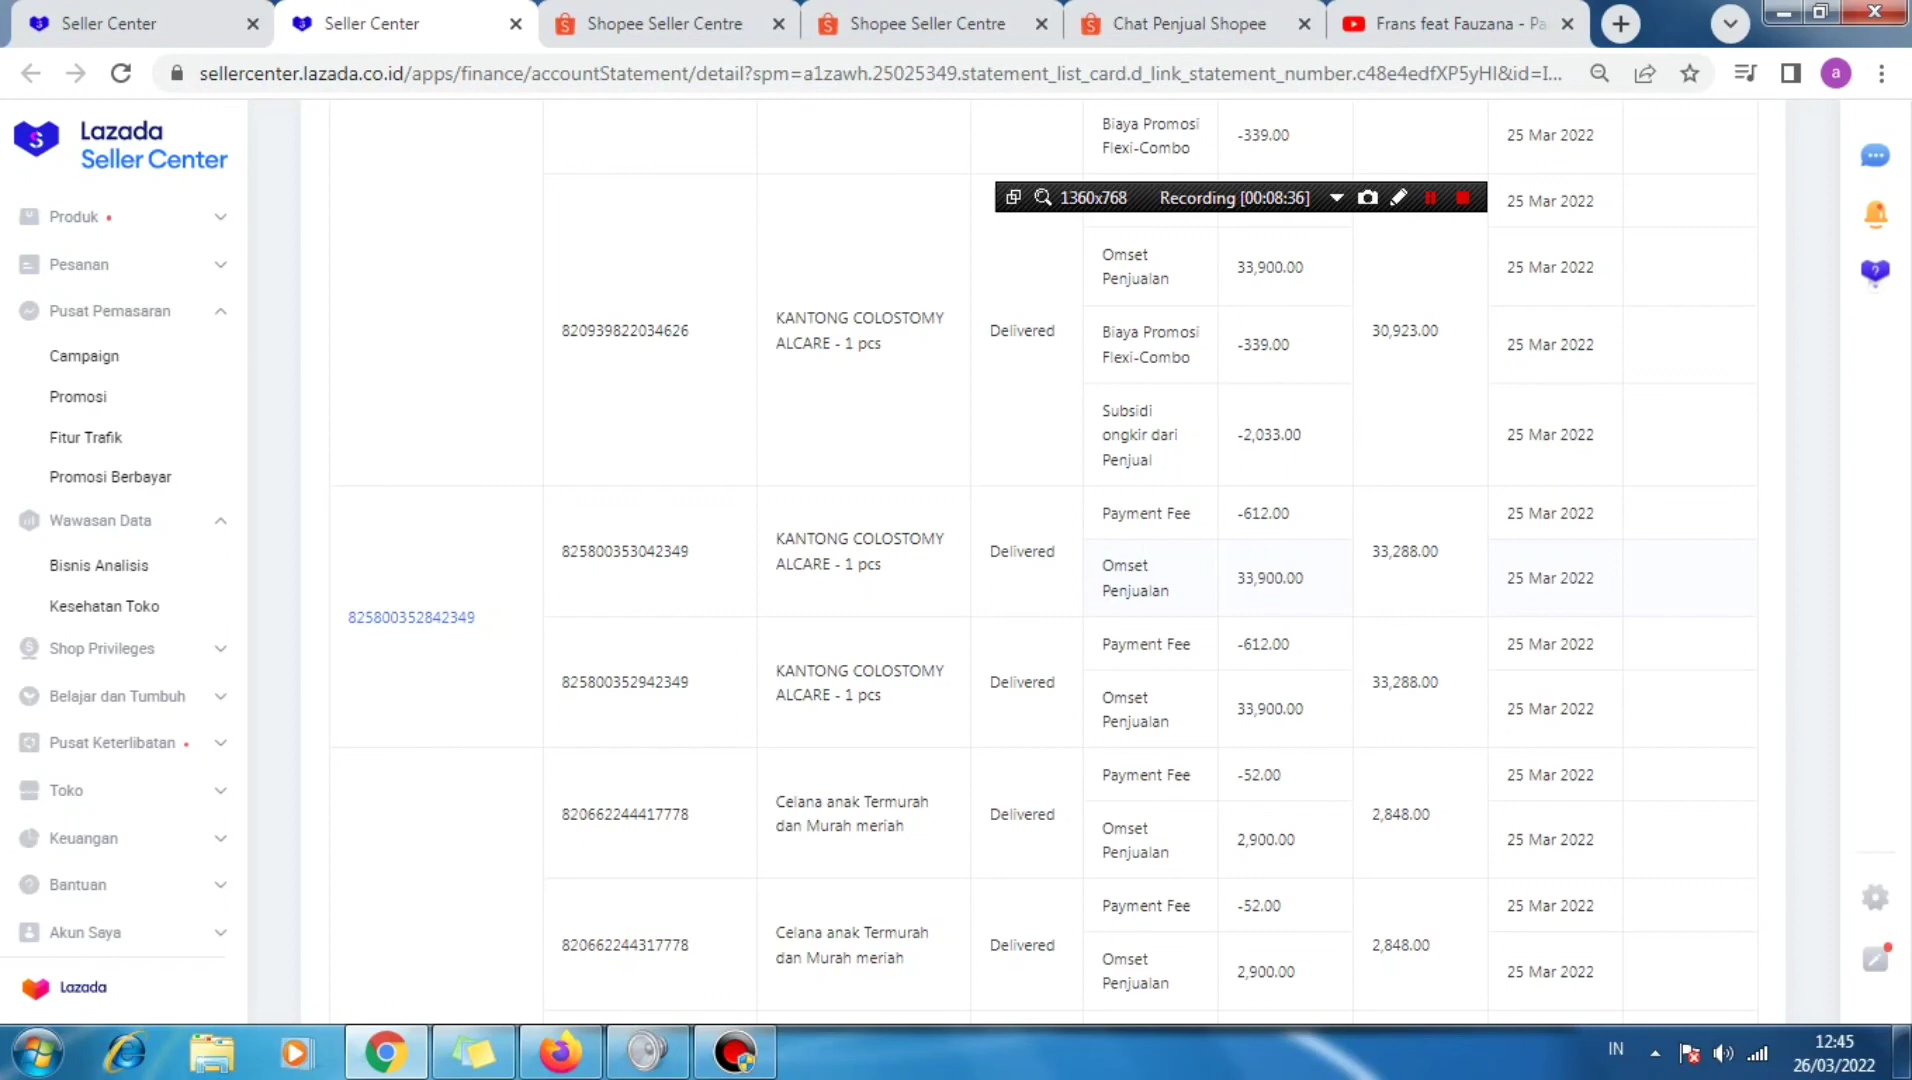 Seller Center
Seller Center
Shopee Seller Centre
Shopee Seller Centre
Chat Penjual Shopee
Frans feat Fauzana - Pa
sellercenter.lazada.co.id/apps/finance/accountStatement/detail?spm=a1zawh.25025349.statement_list_card.d_link_statement_number.c48e4edfXP5yHl&id=I...
a
Lazada
Seller Center
Produk
Pesanan
Pusat Pemasaran
Campaign
Promosi
Fitur Trafik
Promosi Berbayar
Wawasan Data
Bisnis Analisis
Kesehatan Toko
Shop Privileges
Belajar dan Tumbuh
Pusat Keterlibatan
Toko
Keuangan
Bantuan
Akun Saya
Lazada
Biaya Promosi
Flexi-Combo
-339.00
25 Mar 2022
1360x768 Recording [00:08:36]
25 Mar 2022
820939822034626
KANTONG COLOSTOMY
ALCARE - 1 pcs
Delivered
Omset
Penjualan
33,900.00
25 Mar 2022
Biaya Promosi
Flexi-Combo
-339.00
30,923.00
25 Mar 2022
Subsidi
ongkir dari
Penjual
-2,033.00
25 Mar 2022
825800352842349
825800353042349
KANTONG COLOSTOMY
ALCARE - 1 pcs
Delivered
Payment Fee
-612.00
33,288.00
25 Mar 2022
Omset
Penjualan
33,900.00
25 Mar 2022
825800352942349
KANTONG COLOSTOMY
ALCARE - 1 pcs
Delivered
Payment Fee
-612.00
33,288.00
25 Mar 2022
Omset
Penjualan
33,900.00
25 Mar 2022
820662244417778
Celana anak Termurah
dan Murah meriah
Delivered
Payment Fee
-52.00
2,848.00
25 Mar 2022
Omset
Penjualan
2,900.00
25 Mar 2022
820662244317778
Celana anak Termurah
dan Murah meriah
Delivered
Payment Fee
-52.00
2,848.00
25 Mar 2022
Omset
Penjualan
2,900.00
25 Mar 2022
IN
12:45
26/03/2022